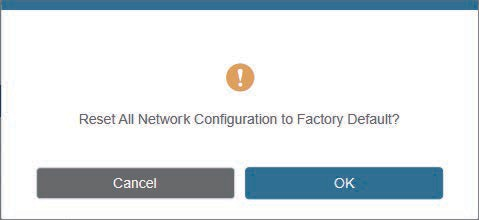 Reset All Network Configuration to Factory Default?
Cancel
OK